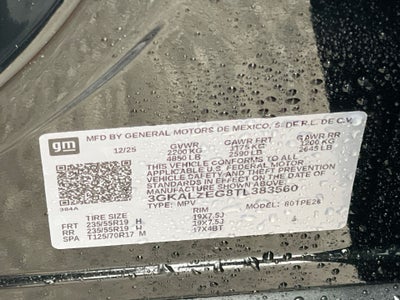 gm
MFD BY GENERAL MOTORS DE MEXICO, S. DE R.L. DE C.V.
12/25 GVWR GAWR FRT GAWR RR
2200 KG 1175 KG 1200 KG
4850 LB 2590 LB 2645 LB
THIS VEHICLE CONFORMS TO ALL
APPLICABLE U.S. FEDERAL MOTOR
VEHICLE SAFETY AND THEFT PREVENTION
STANDARDS IN EFFECT ON THE DATE OF
MANUFACTURE SHOWN ABOVE.
3GKALZEG8TL383560
384A TYPE: MPV MODEL: 60TPE26
TIRE SIZE RIM
FRT 235/55R19 H 19X7.5J
RR 235/55R19 H 19X7.5J
SPA T125/70R17 M 17X4BT